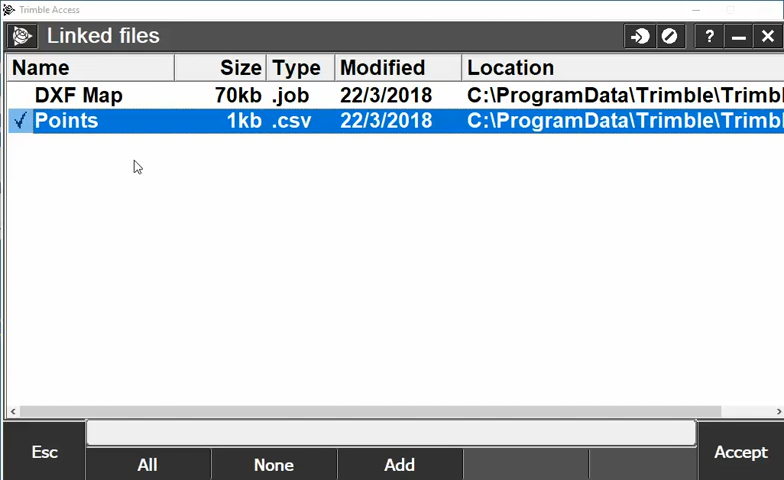 Trimble Access
Linked files
?
Name Size Type Modified Location
DXF Map 70kb .job 22/3/2018 C:\ProgramData\Trimble\Trimbl
Points 1kb .csv 22/3/2018 C:\ProgramData\Trimble\Trimbl
Esc
Accept
All None Add